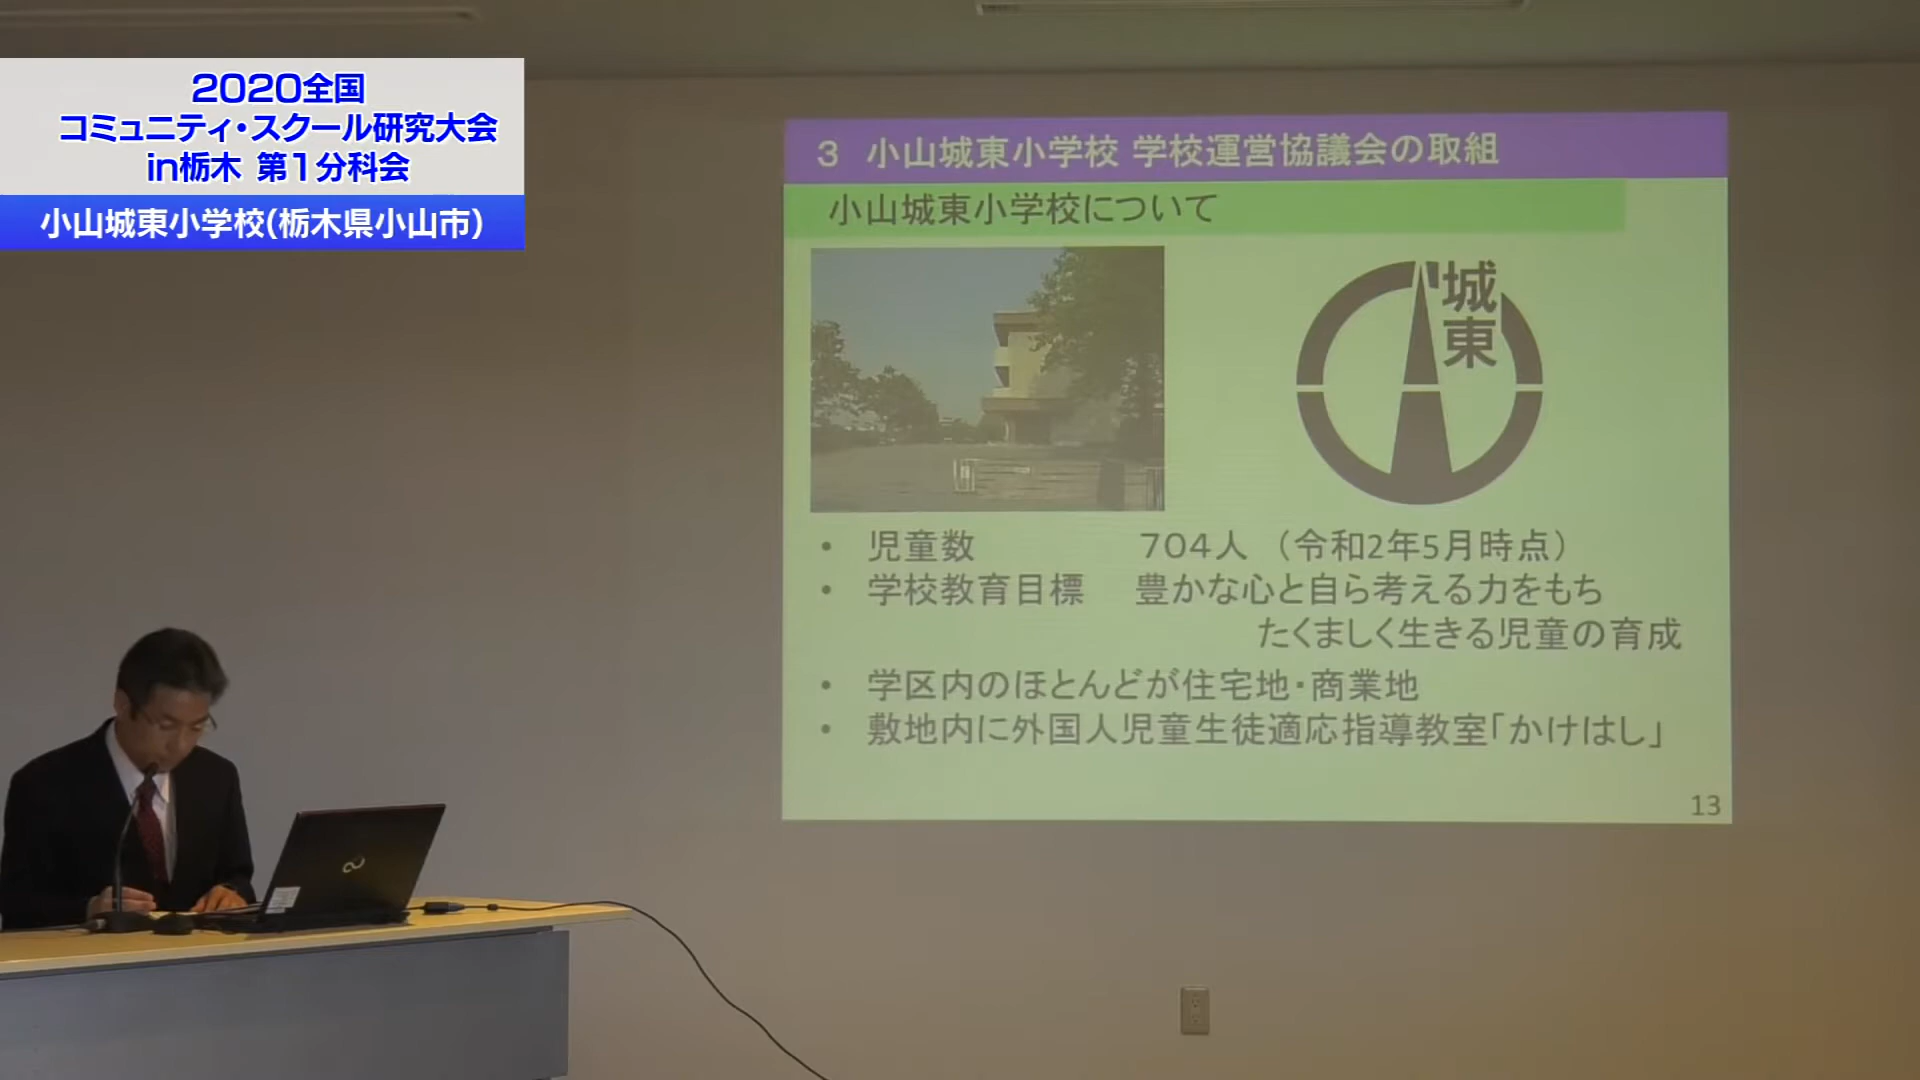 2020全国
コミュニティ・スクール研究大会
in栃木 第1分科会
小山城東小学校(栃木県小山市)
3 小山城東小学校 学校運営協議会の取組
小山城東小学校について
城
東
• 児童数 704人 （令和2年5月時点）
• 学校教育目標 豊かな心と自ら考える力をもち
たくましく生きる児童の育成
• 学区内のほとんどが住宅地・商業地
• 敷地内に外国人児童生徒適応指導教室「かけはし」
13